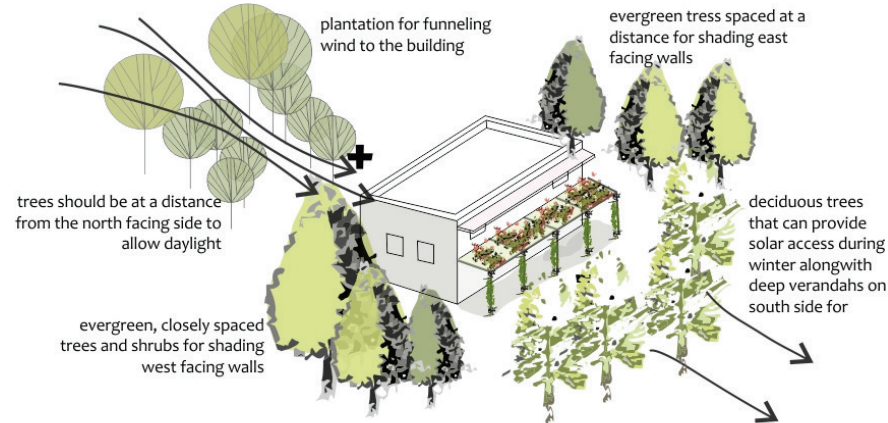 plantation for funneling
wind to the building
evergreen tress spaced at a
distance for shading east
facing walls
trees should be at a distance
from the north facing side to
allow daylight
deciduous trees
that can provide
solar access during
winter alongwith
deep verandahs on
south side for
evergreen, closely spaced
trees and shrubs for shading
west facing walls